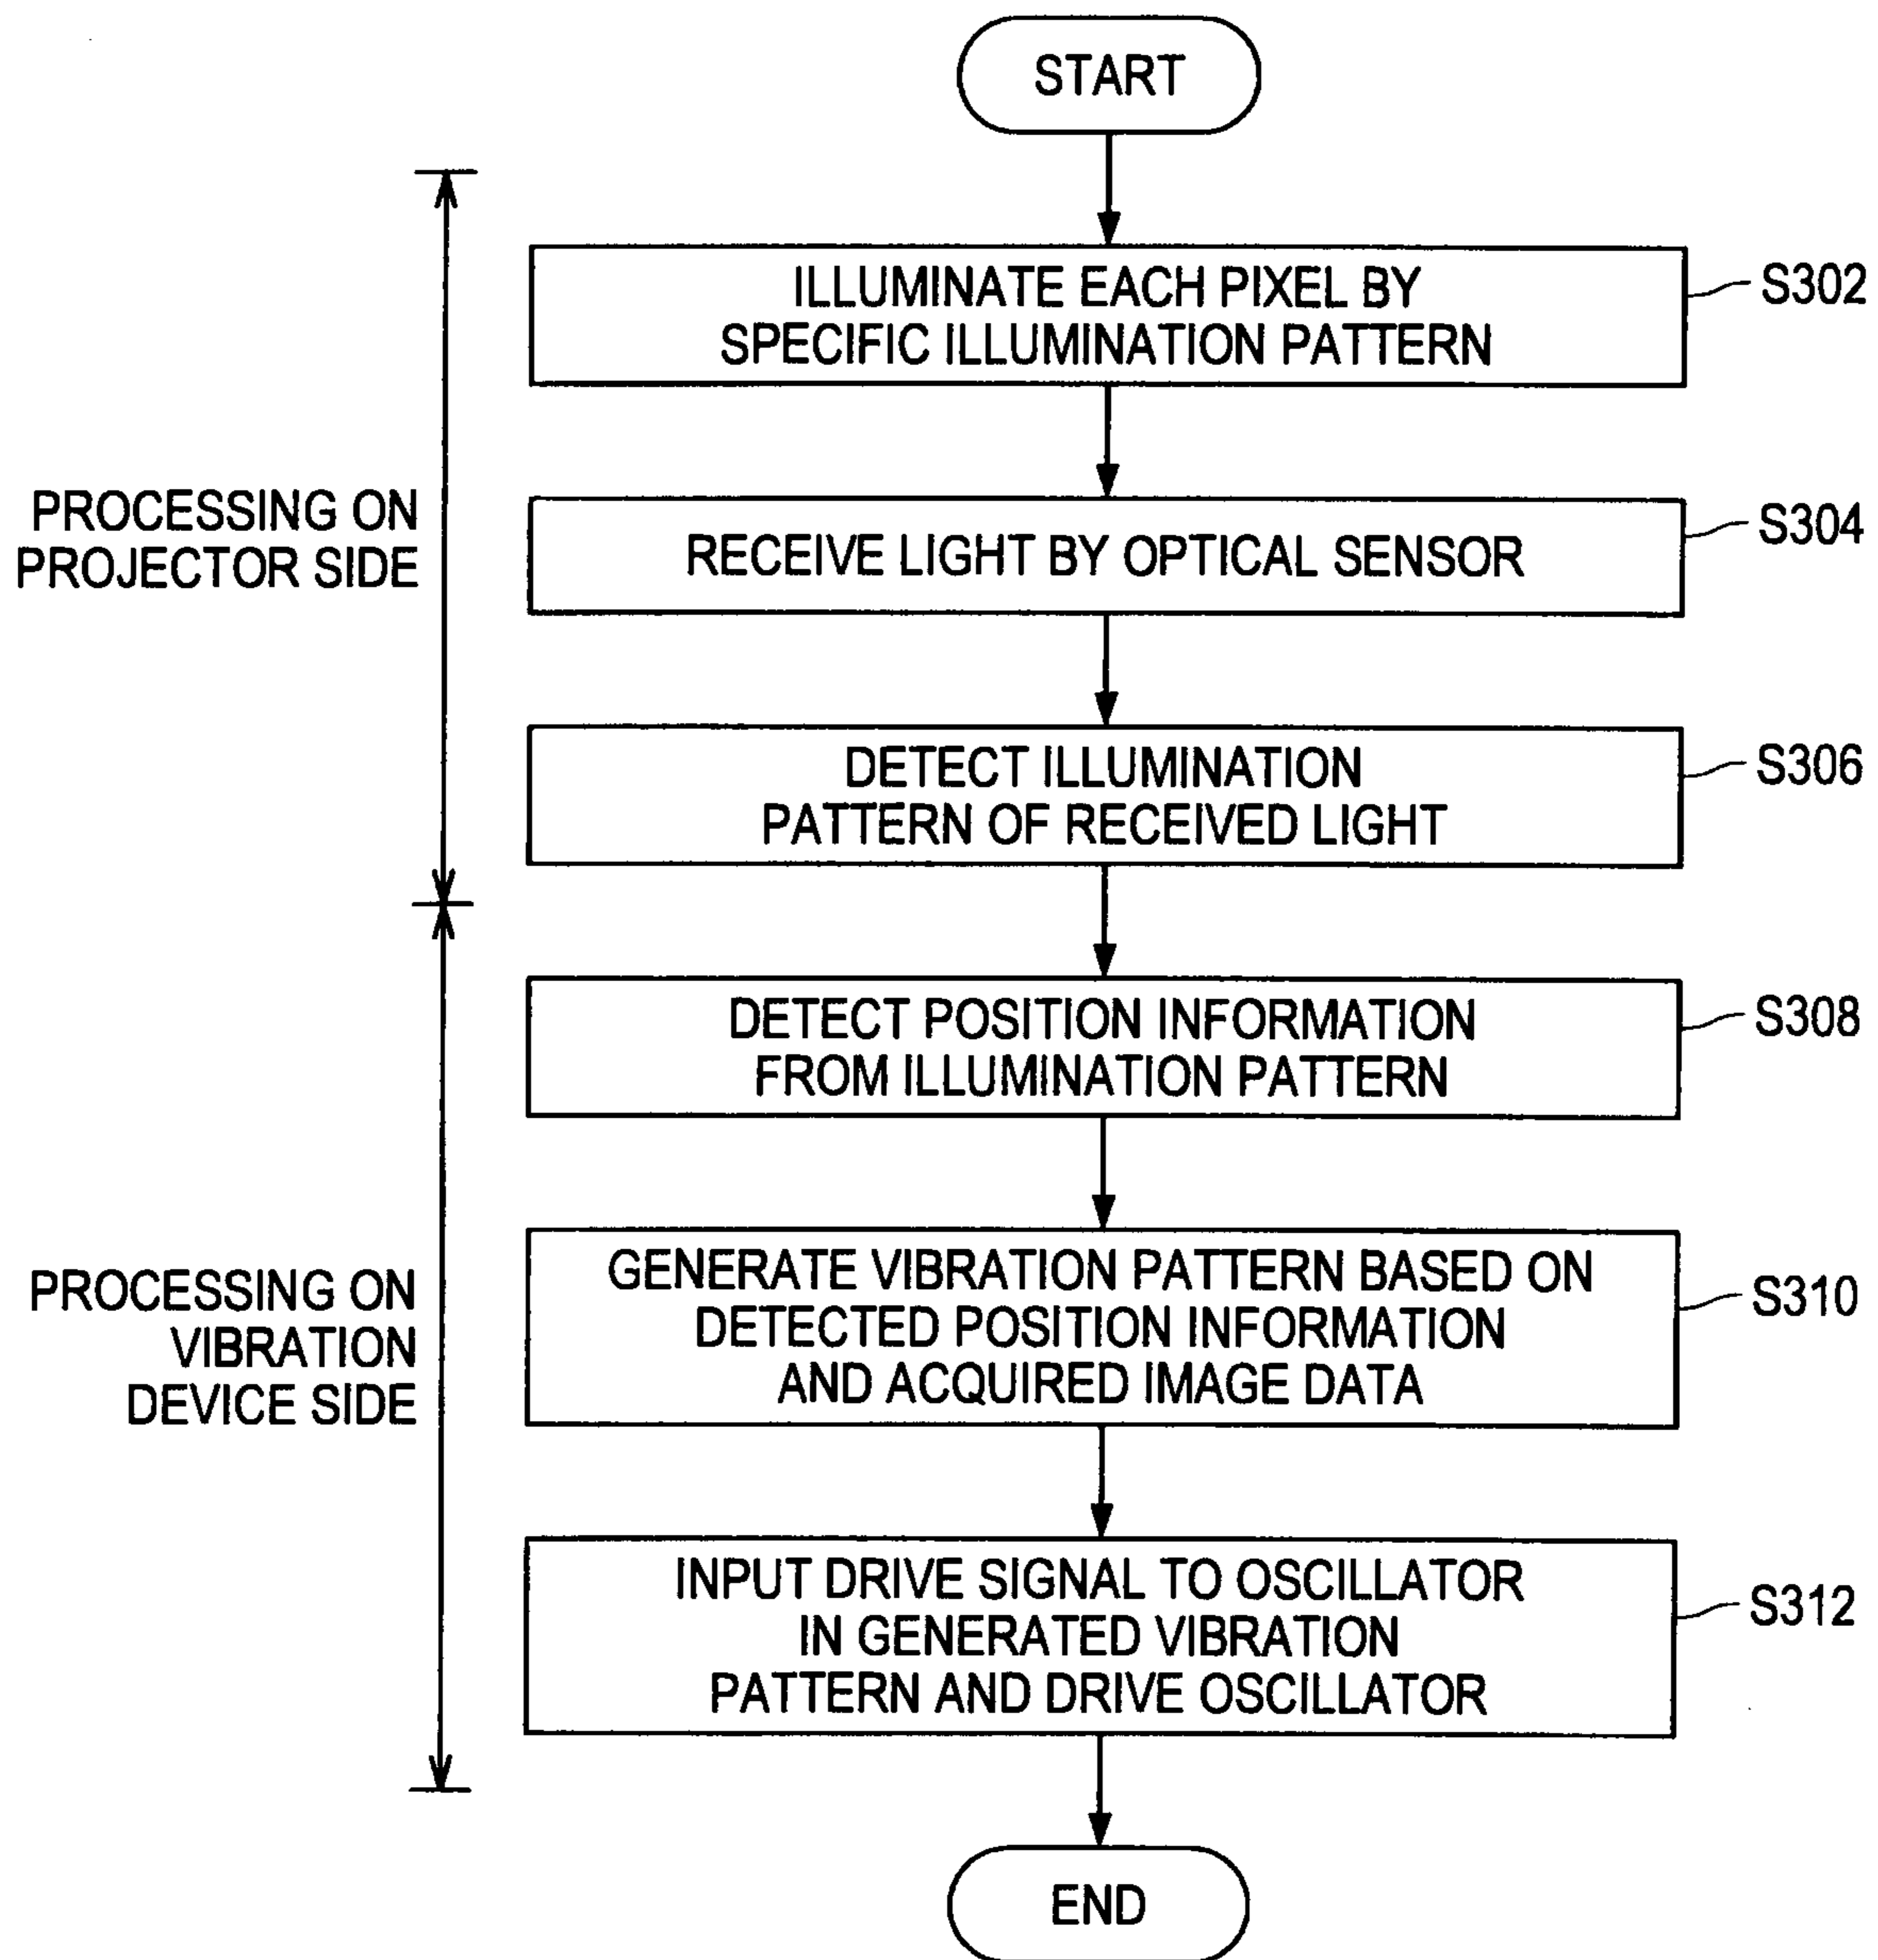 START
ILLUMINATE EACH PIXEL BY
SPECIFIC ILLUMINATION PATTERN
S302
PROCESSING ON
PROJECTOR SIDE
RECEIVE LIGHT BY OPTICAL SENSOR
S304
DETECT ILLUMINATION
PATTERN OF RECEIVED LIGHT
S306
DETECT POSITION INFORMATION
FROM ILLUMINATION PATTERN
S308
PROCESSING ON
VIBRATION
DEVICE SIDE
GENERATE VIBRATION PATTERN BASED ON
DETECTED POSITION INFORMATION
AND ACQUIRED IMAGE DATA
S310
INPUT DRIVE SIGNAL TO OSCILLATOR
IN GENERATED VIBRATION
PATTERN AND DRIVE OSCILLATOR
S312
END